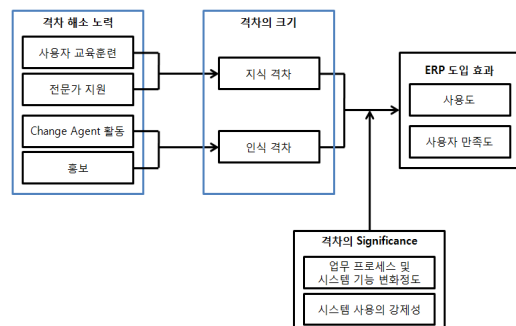 격차 해소 노력
사용자 교육훈련
전문가 지원
Change Agent 활동
홍보
격차의 크기
지식 격차
인식 격차
ERP 도입 효과
사용도
사용자 만족도
격차의 Significance
업무 프로세스 및
시스템 기능 변화정도
시스템 사용의 강제성